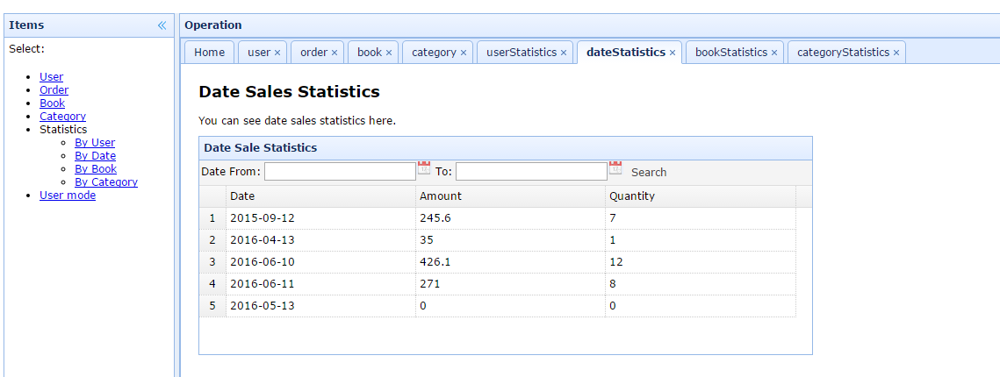 Items
Select:
User
Order
Book
Category
Statistics
By User
By Date
By Book
By Category
User mode
Operation
Home user order book category userStatistics dateStatistics bookStatistics categoryStatistics
Date Sales Statistics
You can see date sales statistics here.
Date Sale Statistics
Date From: To: Search
Date Amount Quantity
1 2015-09-12 245.6 7
2 2016-04-13 35 1
3 2016-06-10 426.1 12
4 2016-06-11 271 8
5 2016-05-13 0 0